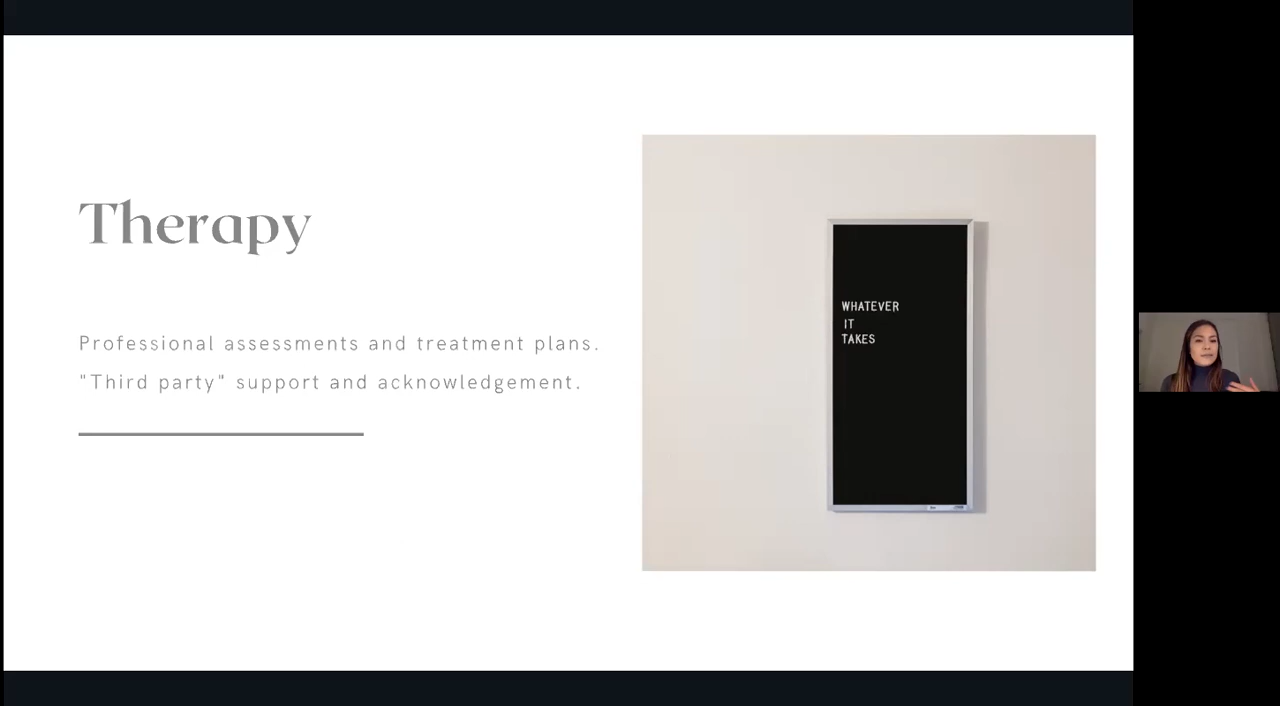 Therapy
Professional assessments and treatment plans.
"Third party" support and acknowledgement.
WHATEVER
IT
TAKES